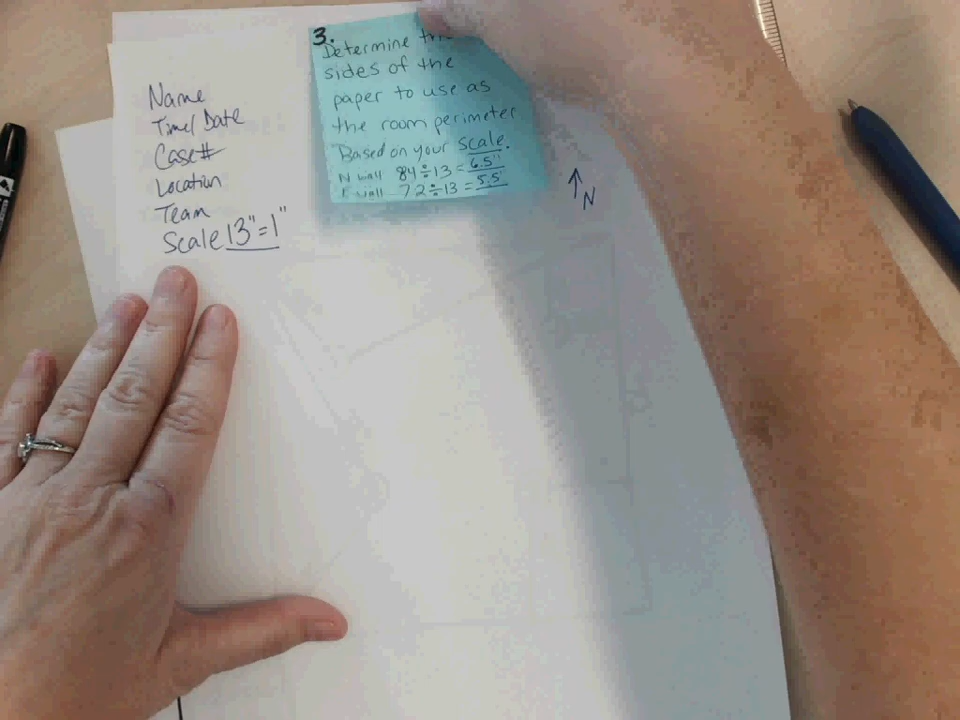 Name
Time/Date
Case#
Location
Team
Scale 13"=1"
3.
Determine the
sides of the
paper to use as
the room perimeter
Based on your scale.
N wall 84÷13=6.5"
wall 72÷13=5.5"
N